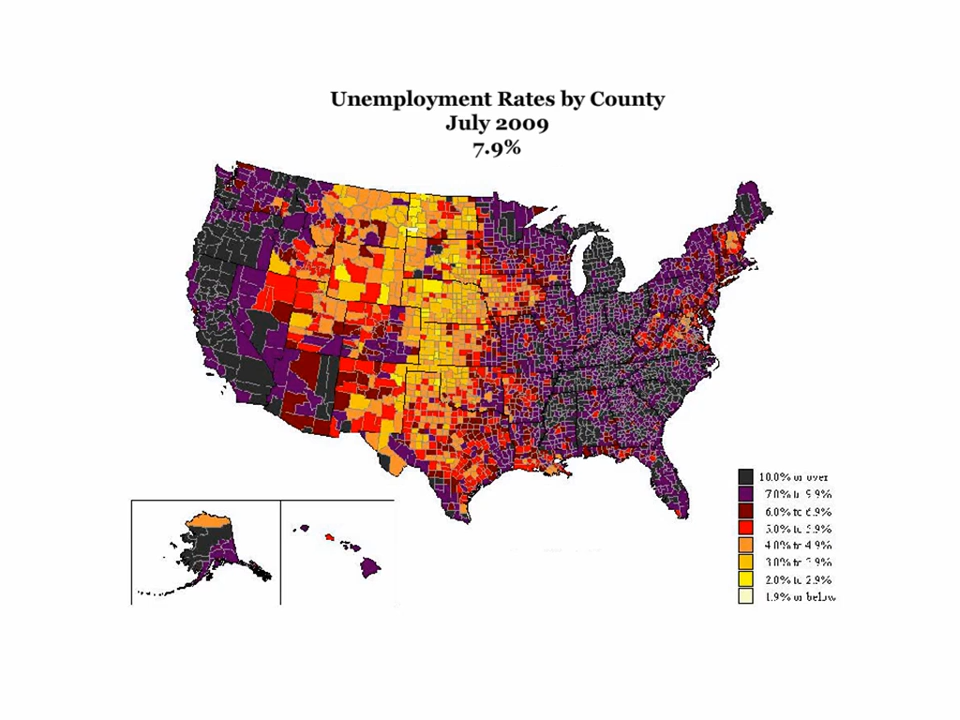 Unemployment Rates by County
July 2009
7.9%
10.0% or over
7.0% to 9.9%
6.0% to 6.9%
5.0% to 5.9%
4.0% to 4.9%
3.0% to 3.9%
2.0% to 2.9%
1.9% or below